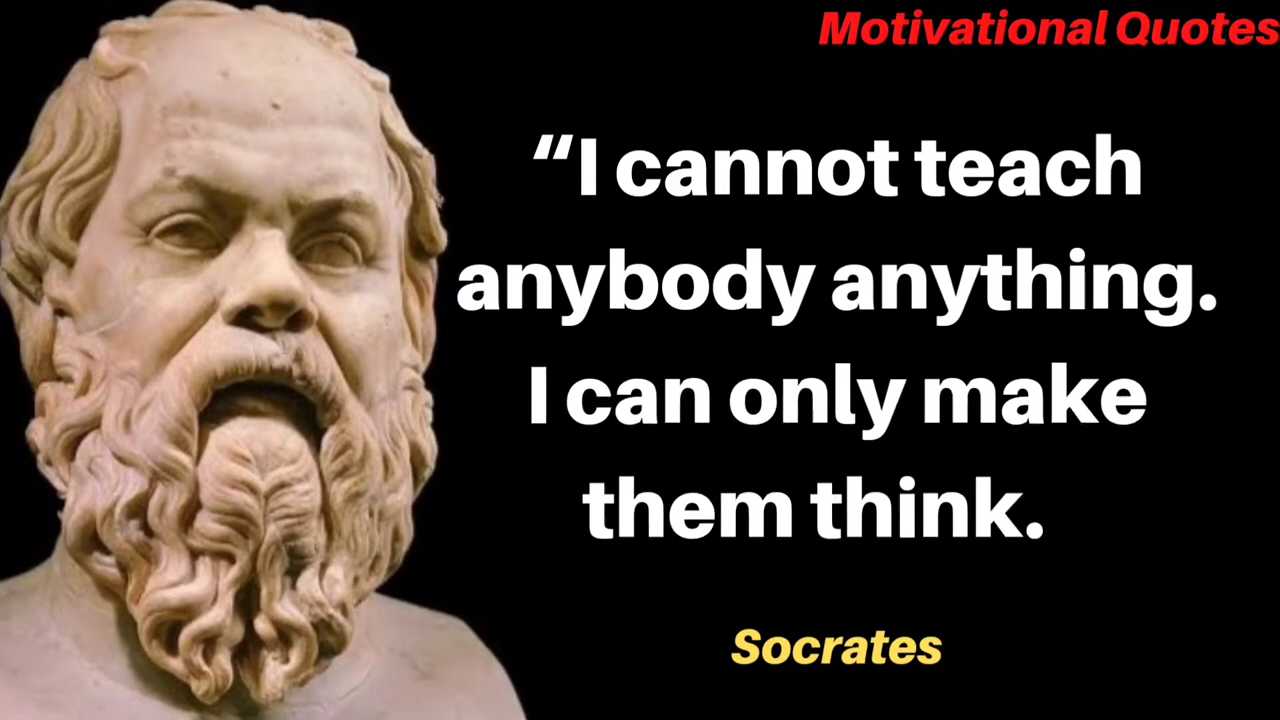 Motivational Quotes
“I cannot teach
anybody anything.
I can only make
them think.
Socrates